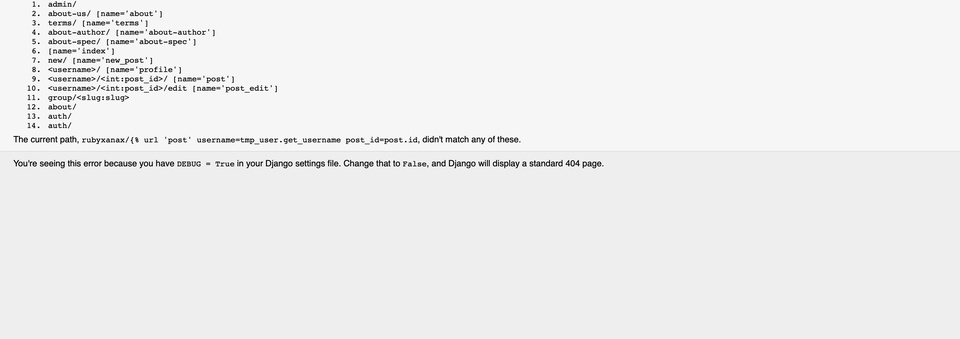 1. admin/
2. about-us/ [name='about']
3. terms/ [name='terms']
4. about-author/ [name='about-author']
5. about-spec/ [name='about-spec']
6. [name='index']
7. new/ [name='new_post']
8. <username>/ [name='profile']
9. <username>/<int:post_id>/ [name='post']
10. <username>/<int:post_id>/edit [name='post_edit']
11. group/<slug:slug>
12. about/
13. auth/
14. auth/
The current path, rubyxanax/{% url 'post' username=tmp_user.get_username post_id=post.id, didn't match any of these.
You're seeing this error because you have DEBUG = True in your Django settings file. Change that to False, and Django will display a standard 404 page.